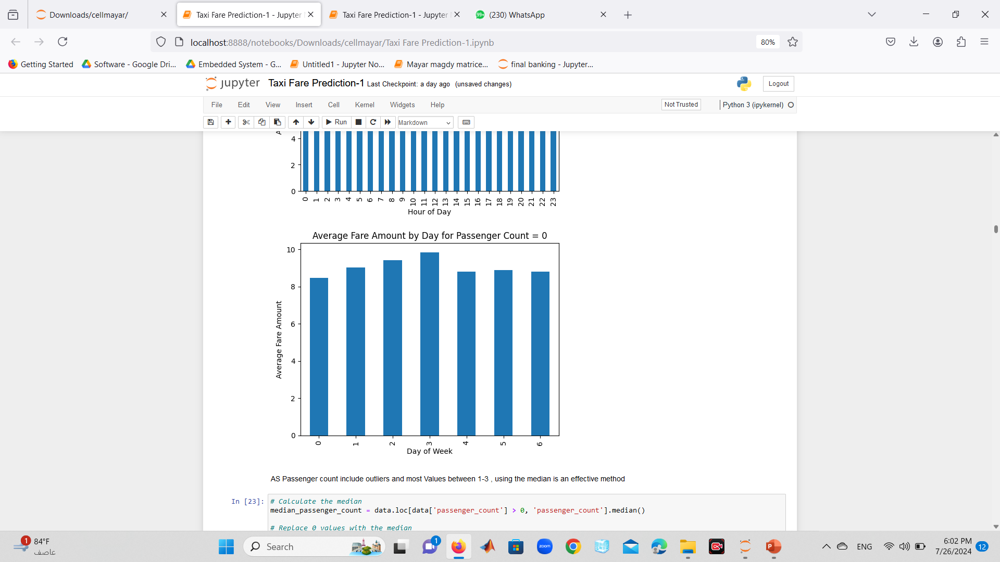 Downloads/cellmayar/
Taxi Fare Prediction-1 - Jupyter
Taxi Fare Prediction-1 - Jupyter
99+
(230) WhatsApp
localhost:8888/notebooks/Downloads/cellmayar/Taxi Fare Prediction-1.ipynb
80%
Getting Started
Software - Google Dri...
Embedded System - G...
Untitled1 - Jupyter No...
Mayar magdy matrice...
final banking - Jupyter...
jupyter
Taxi Fare Prediction-1 Last Checkpoint: a day ago (unsaved changes)
Logout
File Edit View Insert Cell Kernel Widgets Help
Not Trusted
Python 3 (ipykernel)
Run
Markdown
4
2
0
0 1 2 3 4 5 6 7 8 9 10 11 12 13 14 15 16 17 18 19 20 21 22 23
Hour of Day
Average Fare Amount by Day for Passenger Count = 0
10
8
6
4
2
0
Average Fare Amount
0 1 2 3 4 5 6
Day of Week
AS Passenger count include outliers and most Values between 1-3 , using the median is an effective method
In [23]:
# Calculate the median
median_passenger_count = data.loc[data['passenger_count'] > 0, 'passenger_count'].median()
# Replace 0 values with the median
1
84°F
عاصف
Search
1
zoom
ENG
6:02 PM
7/26/2024
12